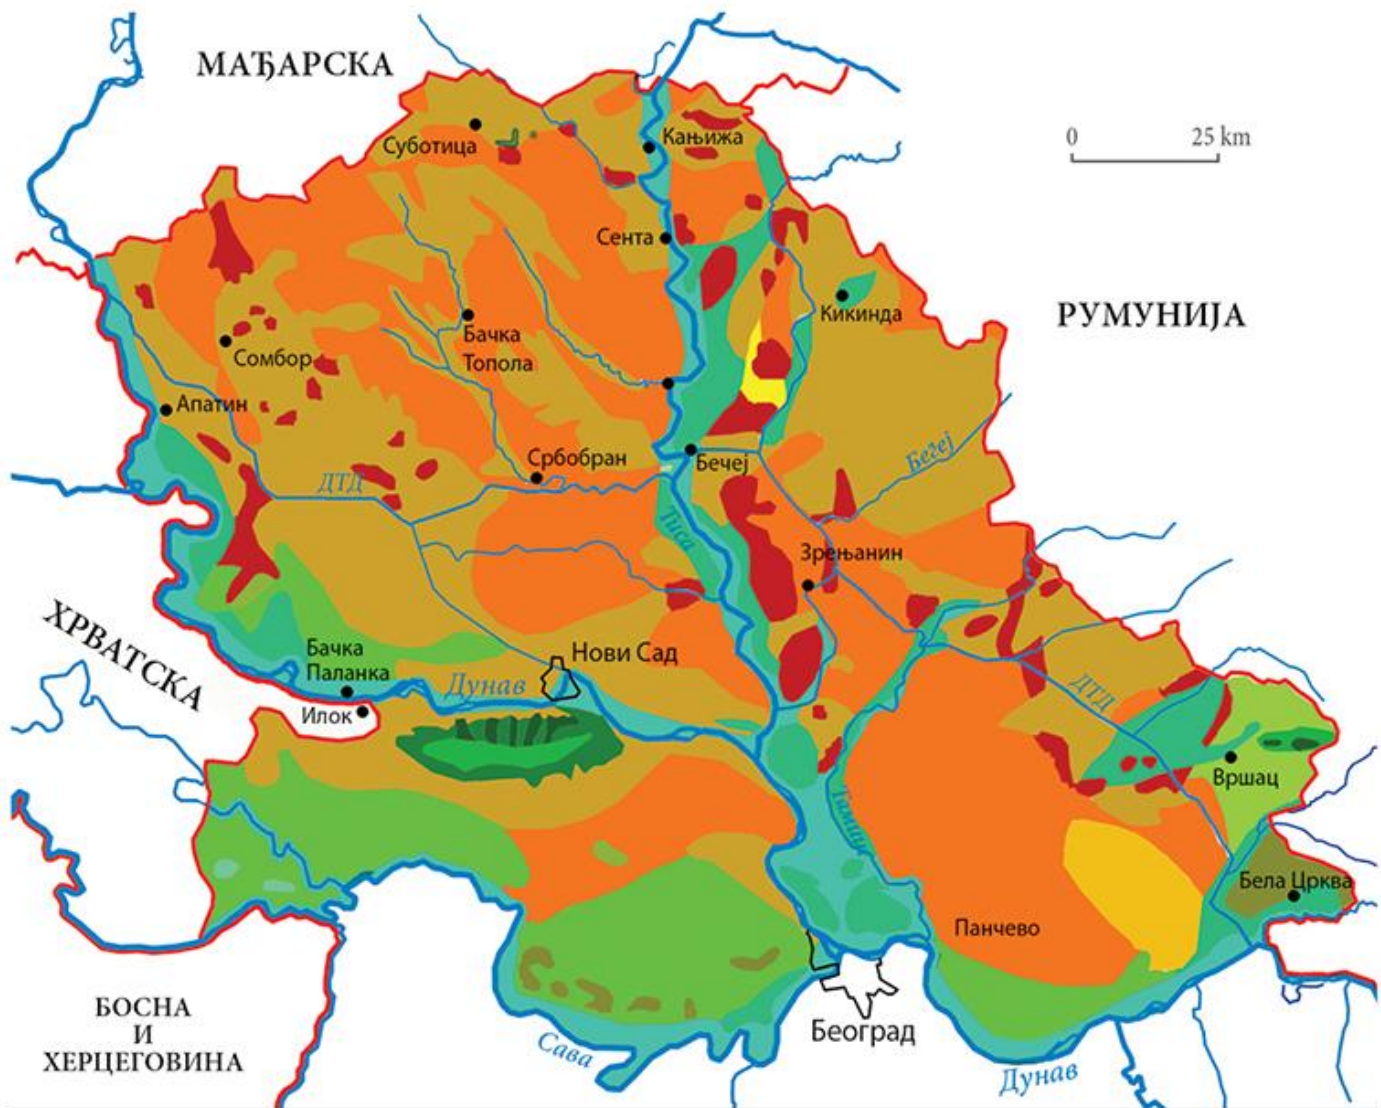 МАЂАРСКА
0 25 km
Суботица
Кањижа
Сента
Кикинда
РУМУНИЈА
Бачка
Топола
Сомбор
Апатин
Србобран
Бечеј
Бегеј
ДТД
Тиса
Зрењанин
ХРВАТСКА
Бачка
Паланка
Нови Сад
Дунав
Илок
ДТД
Вршац
Тамиш
Бела Црква
Панчево
БОСНА
И
ХЕРЦЕГОВИНА
Београд
Сава
Дунав